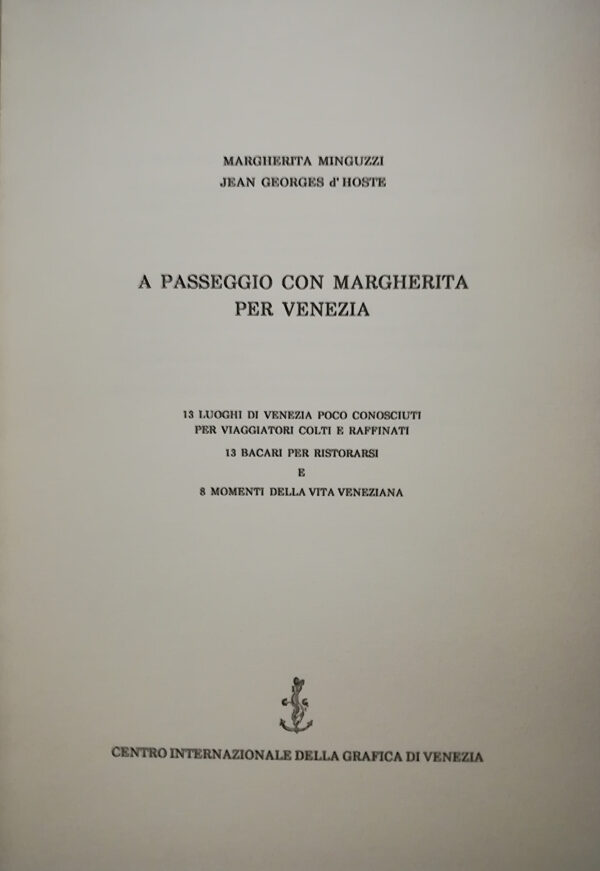 MARGHERITA MINGUZZI
JEAN GEORGES d' HOSTE
A PASSEGGIO CON MARGHERITA
PER VENEZIA
13 LUOGHI DI VENEZIA POCO CONOSCIUTI
PER VIAGGIATORI COLTI E RAFFINATI
13 BACARI PER RISTORARSI
E
8 MOMENTI DELLA VITA VENEZIANA
CENTRO INTERNAZIONALE DELLA GRAFICA DI VENEZIA